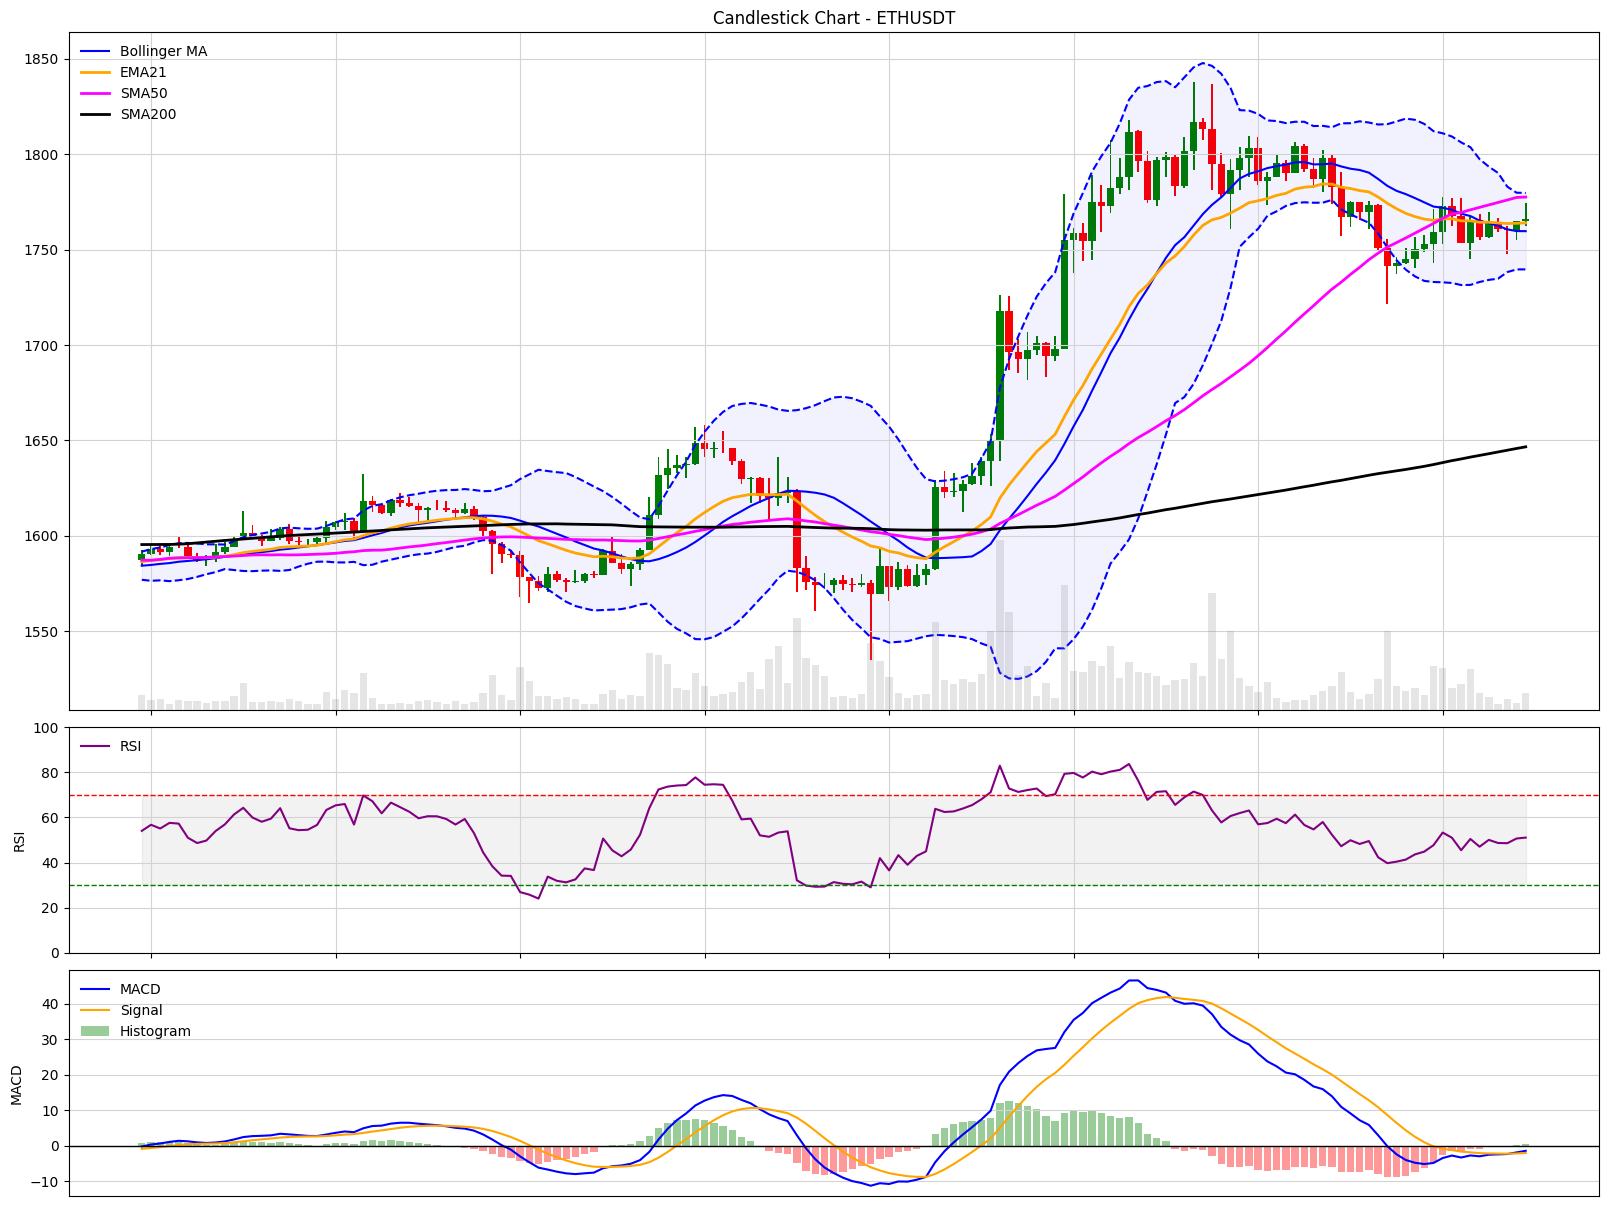 Candlestick Chart - ETHUSDT
Bollinger MA
EMA21
SMA50
SMA200
1850
1800
1750
1700
1650
1600
1550
RSI
RSI
100
80
60
40
20
0
MACD
Signal
Histogram
MACD
40
30
20
10
0
−10